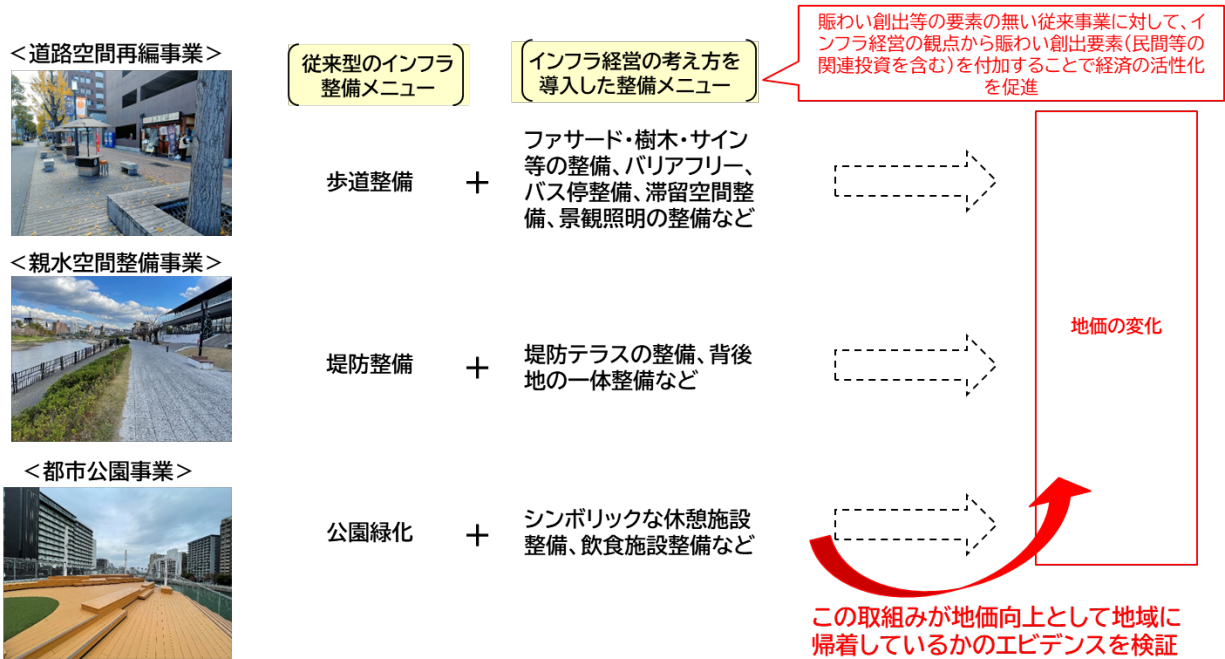 賑わい創出等の要素の無い従来事業に対して、イ
ンフラ経営の観点から賑わい創出要素(民間等の
関連投資を含む)を付加することで経済の活性化
を促進
<道路空間再編事業>
従来型のインフラ
整備メニュー
インフラ経営の考え方を
導入した整備メニュー
歩道整備
+
ファサード・樹木・サイン
等の整備、バリアフリー、
バス停整備、滞留空間整
備、景観照明の整備など
<親水空間整備事業>
堤防整備
+
堤防テラスの整備、背後
地の一体整備など
地価の変化
<都市公園事業>
公園緑化
+
シンボリックな休憩施設
整備、飲食施設整備など
この取組みが地価向上として地域に
帰着しているかのエビデンスを検証